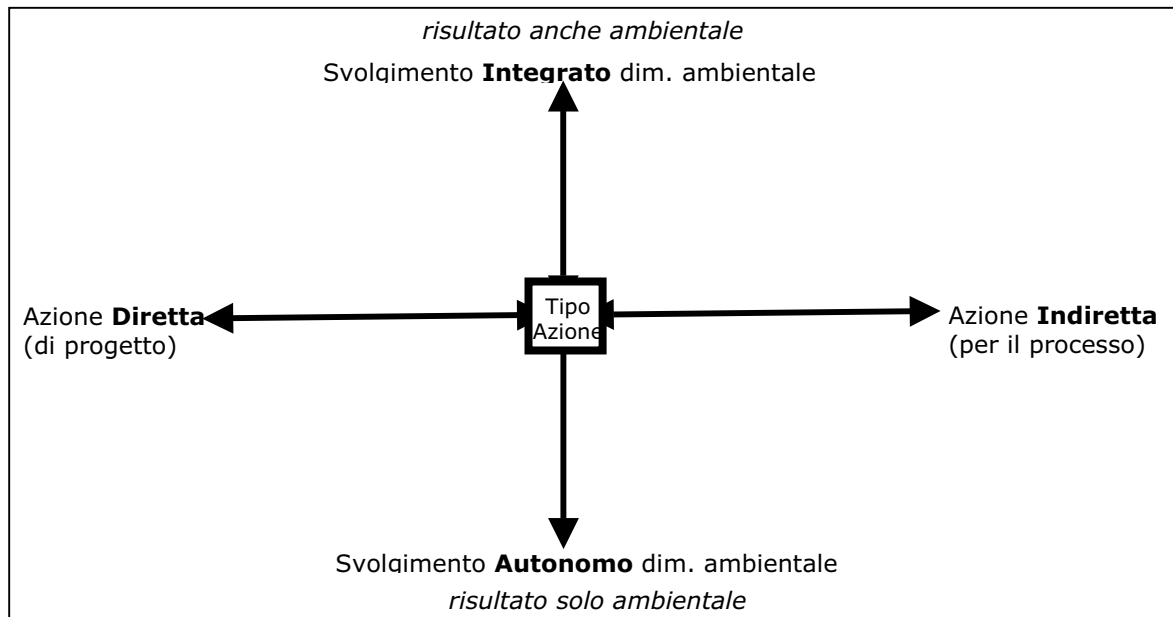 risultato anche ambientale
Svolgimento Integrato dim. ambientale
Tipo
Azione
Azione Diretta
(di progetto)
Azione Indiretta
(per il processo)
Svolgimento Autonomo dim. ambientale
risultato solo ambientale